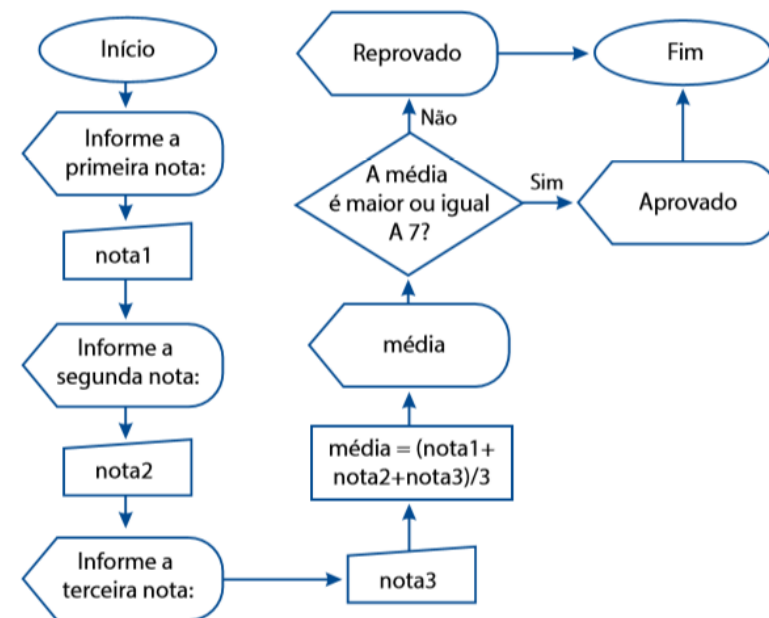 Início
Informe a
primeira nota:
nota1
Informe a
segunda nota:
nota2
Informe a
terceira nota:
nota3
média = (nota1+
nota2+nota3)/3
média
A média
é maior ou igual
A 7?
Não
Reprovado
Sim
Aprovado
Fim